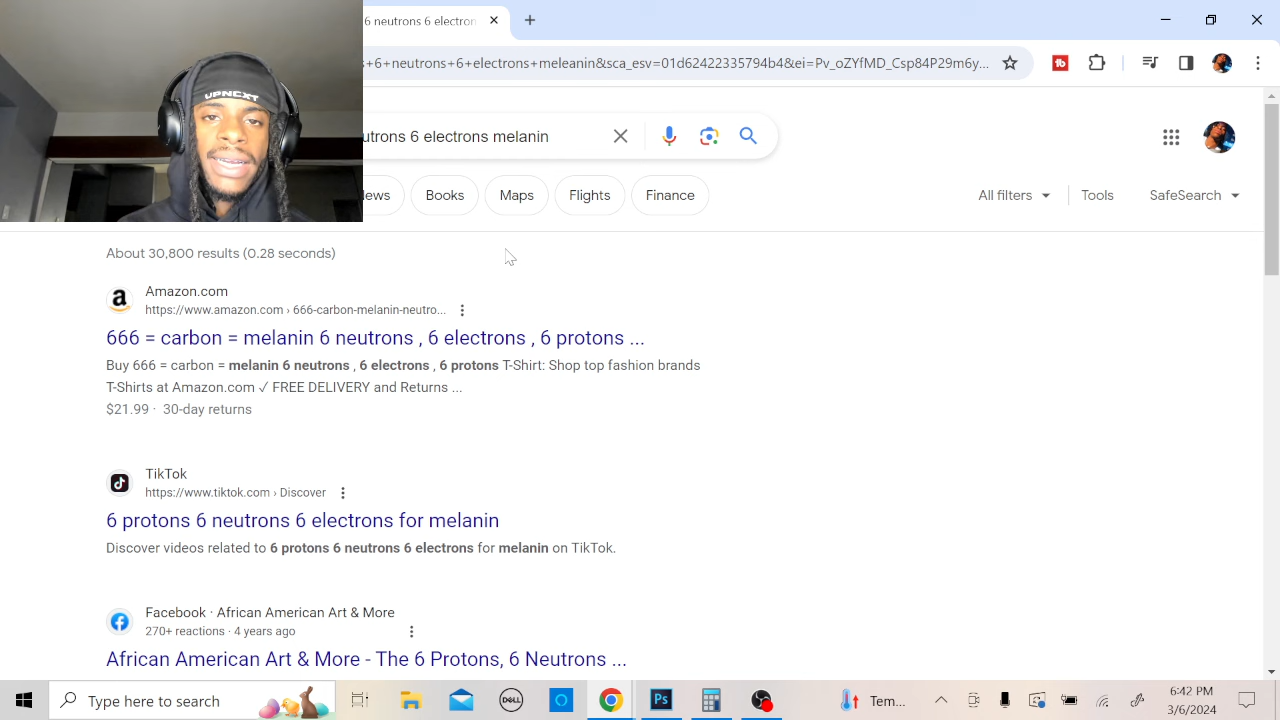 6 neutrons 6 electron
s+6+neutrons+6+electrons+meleanin&sca_esv=01d62422335794b4&ei=Pv_oZYfMD_Csp84P29m6y...
UPNEXT
utrons 6 electrons melanin
ews
Books
Maps
Flights
Finance
All filters
Tools
SafeSearch
About 30,800 results (0.28 seconds)
Amazon.com
https://www.amazon.com › 666-carbon-melanin-neutro...
666 = carbon = melanin 6 neutrons , 6 electrons , 6 protons ...
Buy 666 = carbon = melanin 6 neutrons , 6 electrons , 6 protons T-Shirt: Shop top fashion brands
T-Shirts at Amazon.com ✓ FREE DELIVERY and Returns ...
$21.99 · 30-day returns
TikTok
https://www.tiktok.com › Discover
6 protons 6 neutrons 6 electrons for melanin
Discover videos related to 6 protons 6 neutrons 6 electrons for melanin on TikTok.
Facebook · African American Art & More
270+ reactions · 4 years ago
African American Art & More - The 6 Protons, 6 Neutrons ...
Type here to search
DELL
Ps
Tem...
6:42 PM
3/6/2024